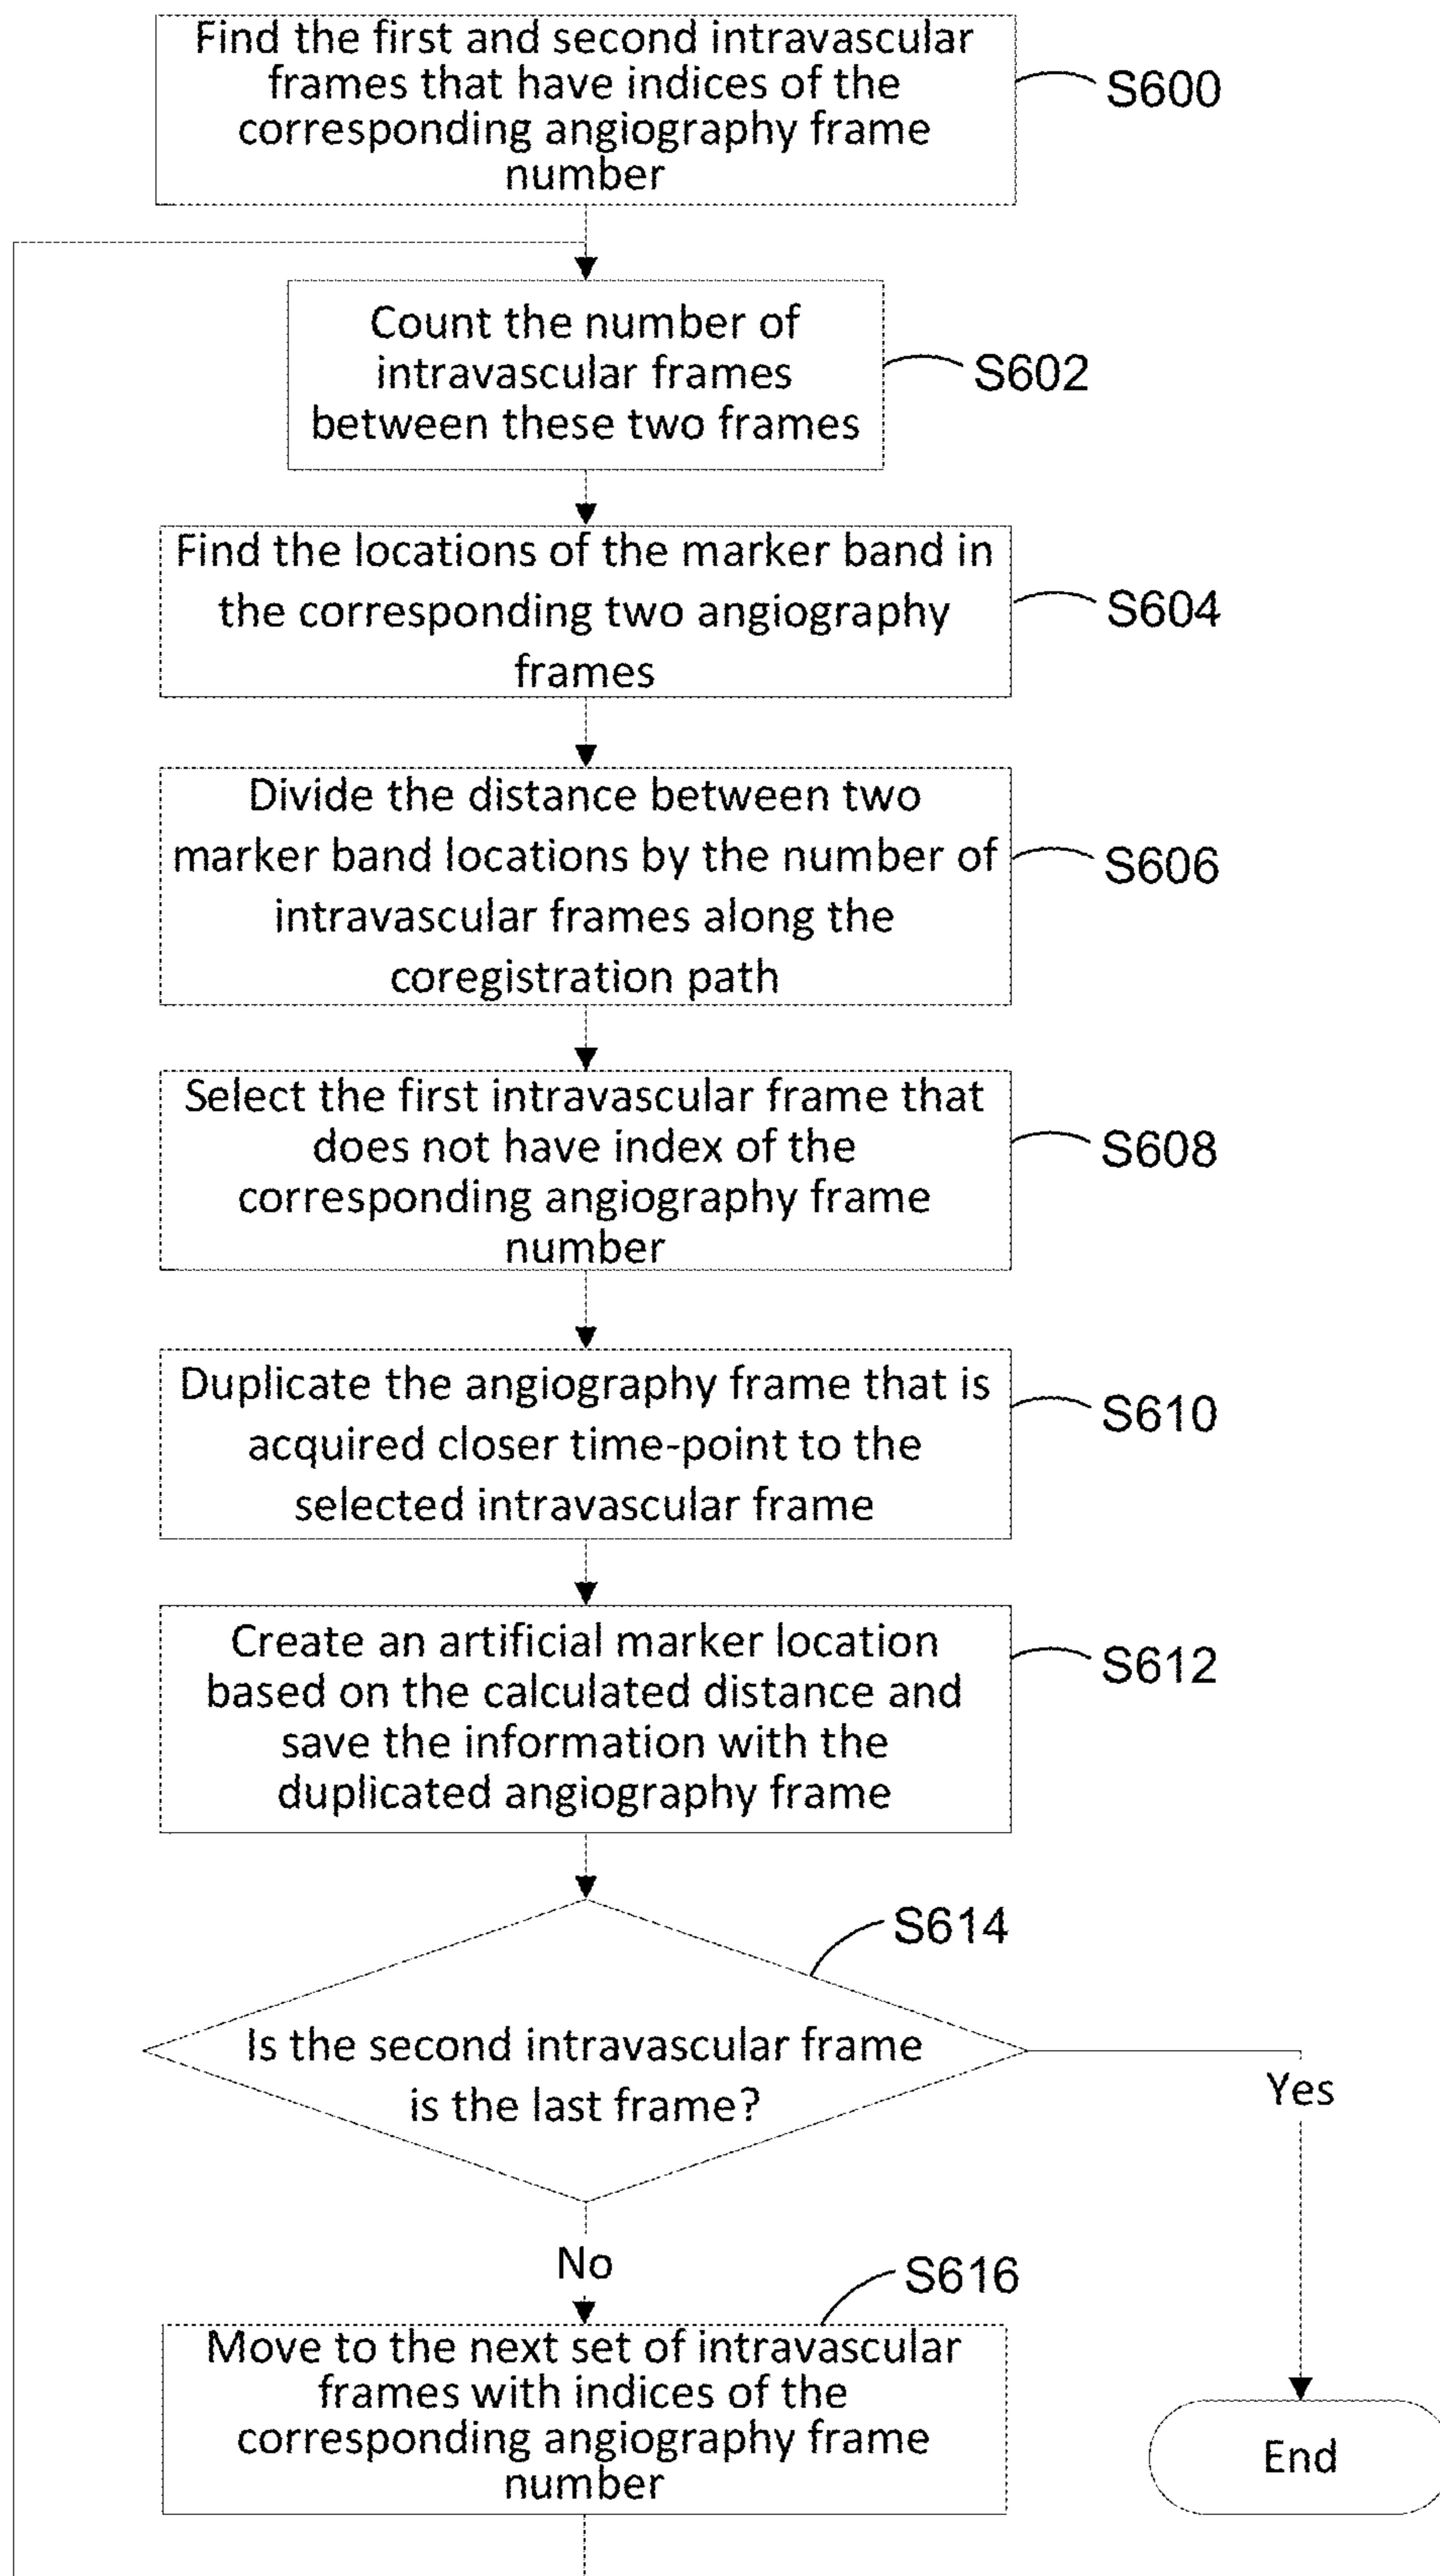 Find the first and second intravascular
frames that have indices of the
corresponding angiography frame
number
S600
Count the number of
intravascular frames
between these two frames
S602
Find the locations of the marker band in
the corresponding two angiography
frames
S604
Divide the distance between two
marker band locations by the number of
intravascular frames along the
coregistration path
S606
Select the first intravascular frame that
does not have index of the
corresponding angiography frame
number
S608
Duplicate the angiography frame that is
acquired closer time-point to the
selected intravascular frame
S610
Create an artificial marker location
based on the calculated distance and
save the information with the
duplicated angiography frame
S612
S614
Is the second intravascular frame
is the last frame?
Yes
No
S616
Move to the next set of intravascular
frames with indices of the
corresponding angiography frame
number
End